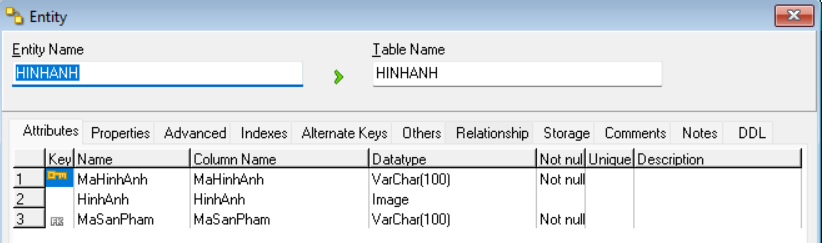 Entity
Entity Name
Table Name
HINHANH
HINHANH
Attributes Properties Advanced Indexes Alternate Keys Others Relationship Storage Comments Notes DDL
Key Name Column Name Datatype Not nul Unique Description
1 MaHinhAnh MaHinhAnh VarChar(100) Not null
2 HinhAnh HinhAnh Image
3 MaSanPham MaSanPham VarChar(100) Not null